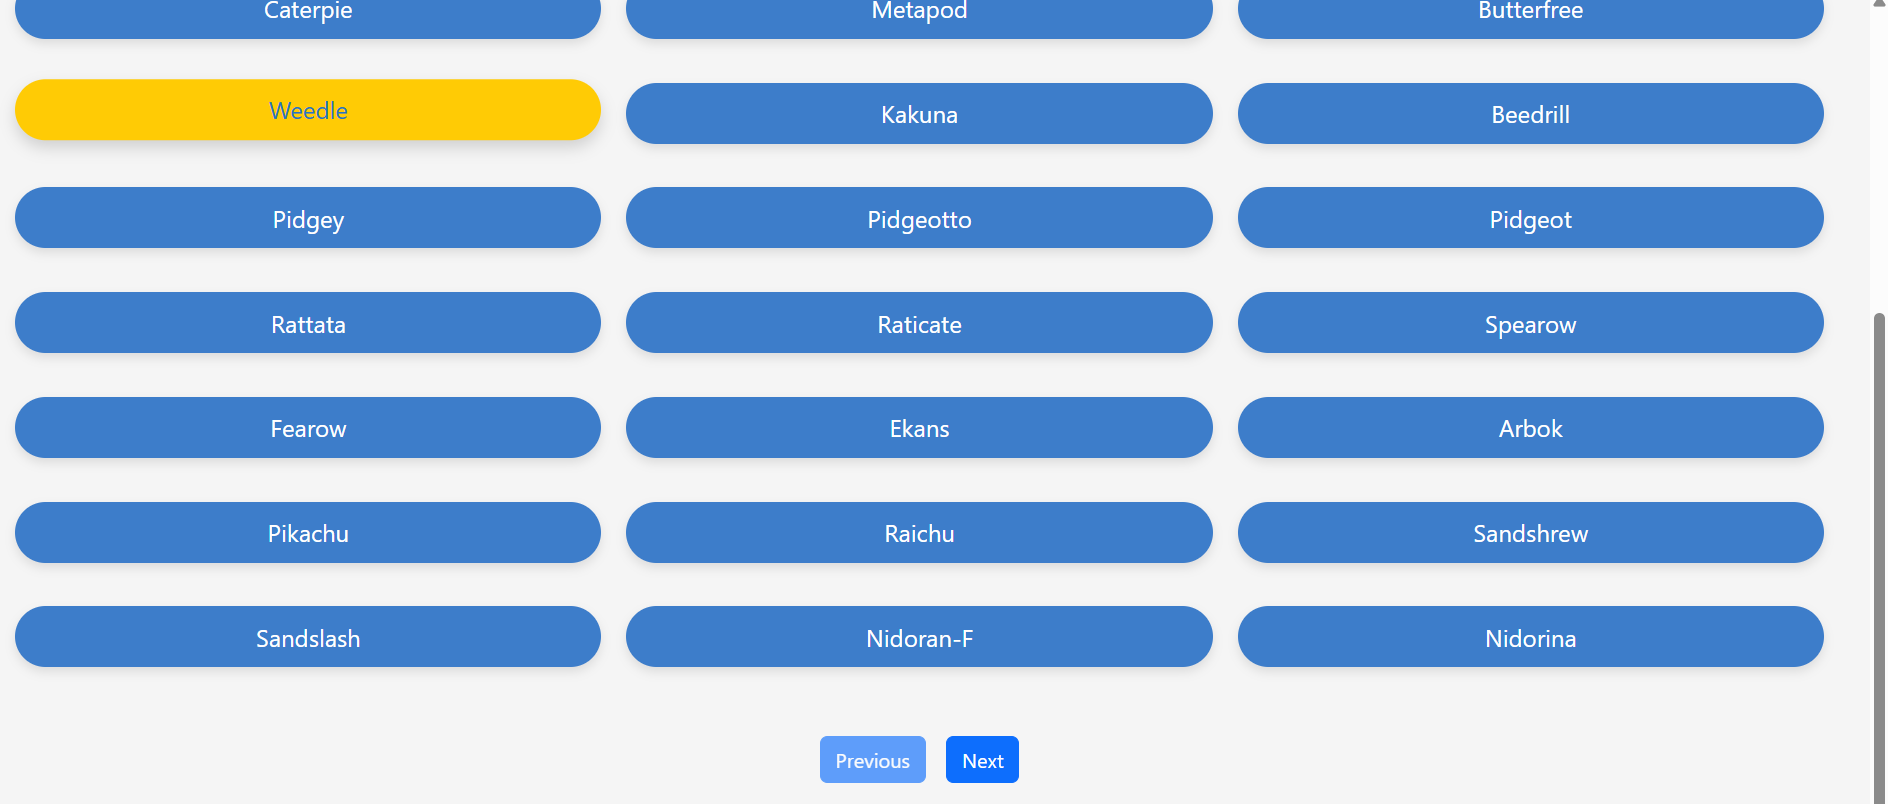 Caterpie Metapod Butterfree
Weedle Kakuna Beedrill
Pidgey Pidgeotto Pidgeot
Rattata Raticate Spearow
Fearow Ekans Arbok
Pikachu Raichu Sandshrew
Sandslash Nidoran-F Nidorina
Previous Next